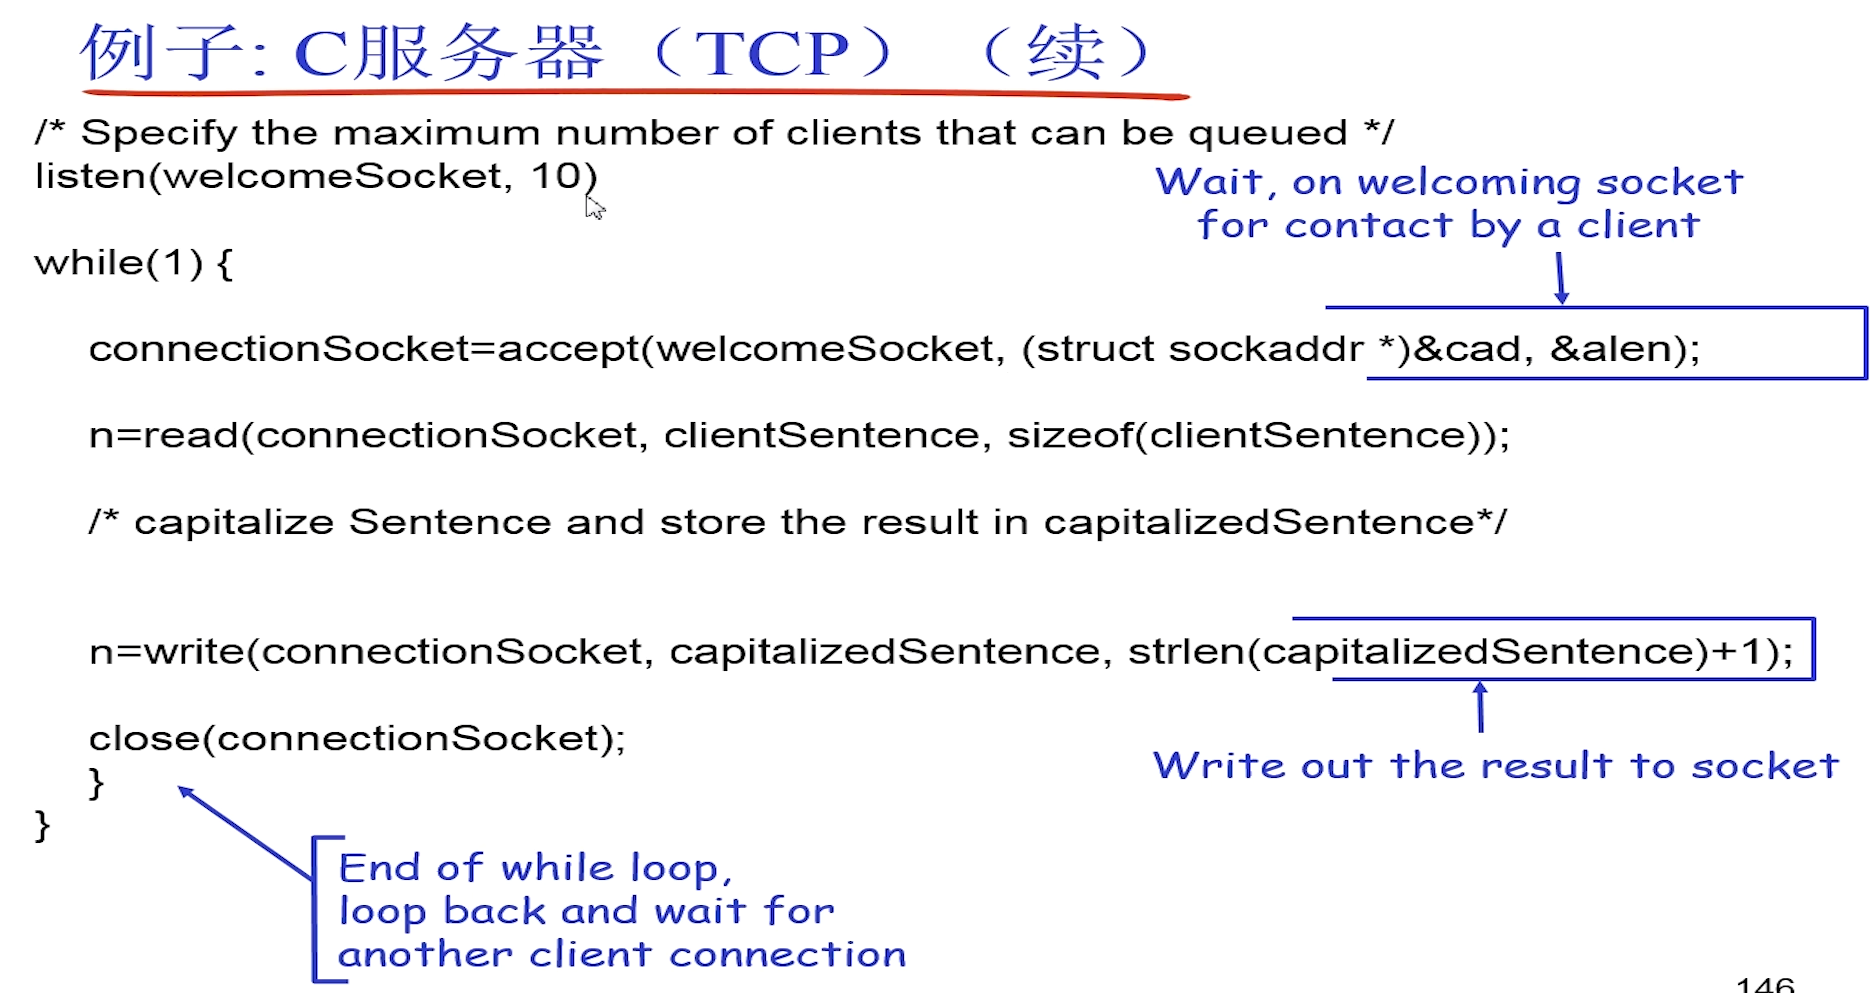 例子: C服务器（TCP）（续）
/* Specify the maximum number of clients that can be queued */
listen(welcomeSocket, 10)
Wait, on welcoming socket
for contact by a client
while(1) {
connectionSocket=accept(welcomeSocket, (struct sockaddr *)&cad, &alen);
n=read(connectionSocket, clientSentence, sizeof(clientSentence));
/* capitalize Sentence and store the result in capitalizedSentence*/
n=write(connectionSocket, capitalizedSentence, strlen(capitalizedSentence)+1);
close(connectionSocket);
Write out the result to socket
}
}
End of while loop,
loop back and wait for
another client connection
146